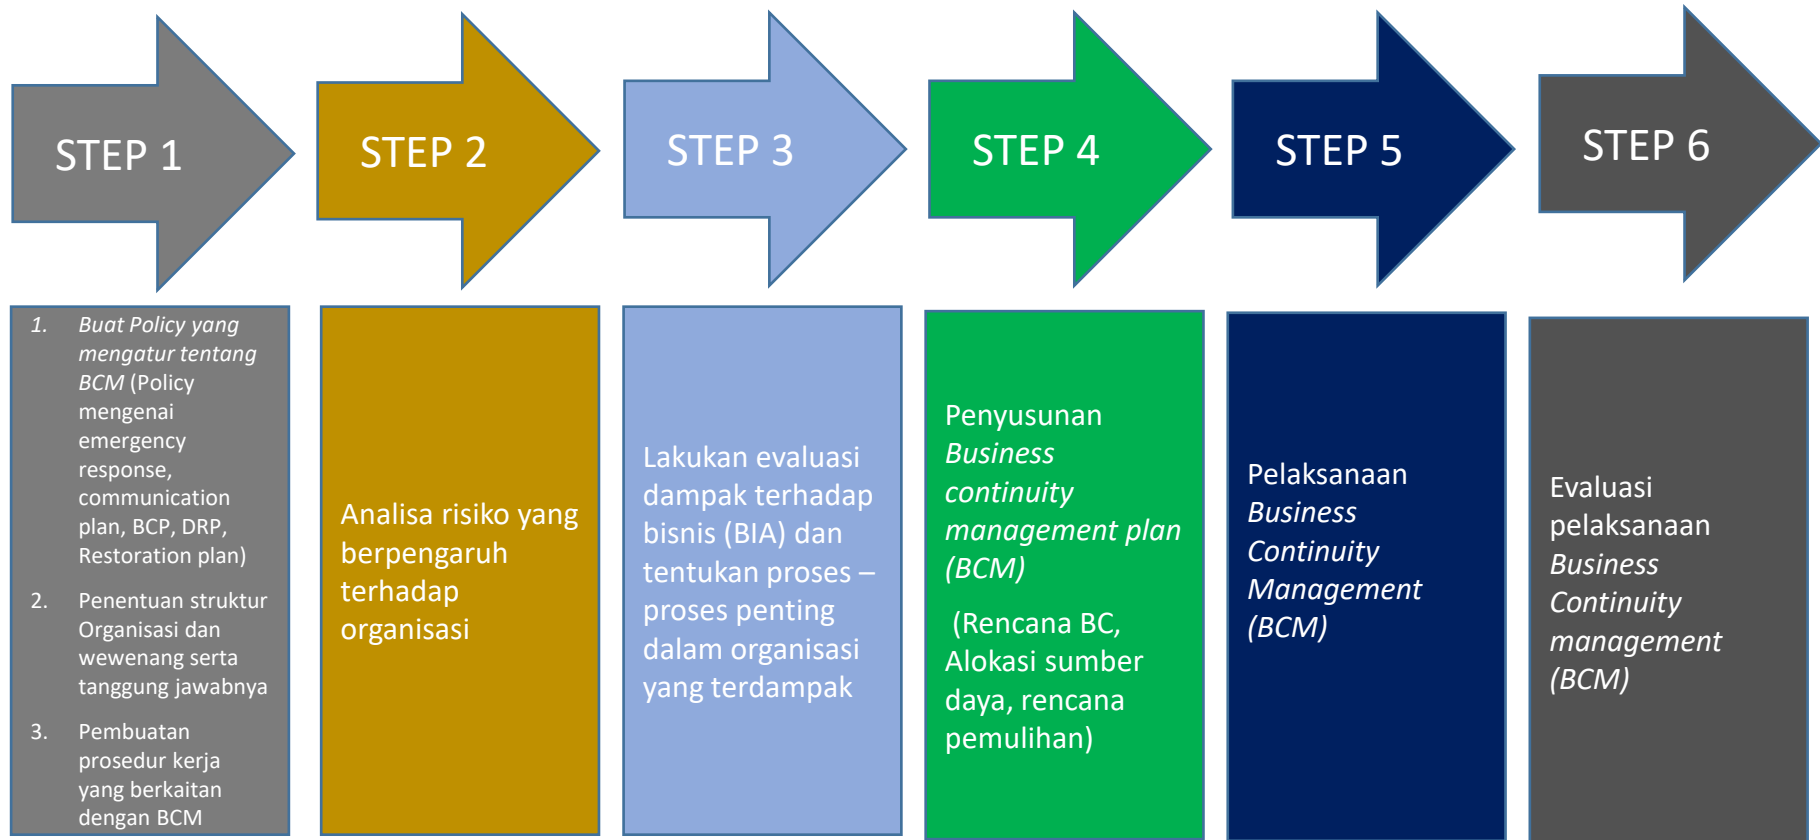 STEP 1
STEP 2
STEP 3
STEP 4
STEP 5
STEP 6
1. Buat Policy yang
mengatur tentang
BCM (Policy
mengenai
emergency
response,
communication
plan, BCP, DRP,
Restoration plan)
2. Penentuan struktur
Organisasi dan
wewenang serta
tanggung jawabnya
3. Pembuatan
prosedur kerja
yang berkaitan
dengan BCM
Analisa risiko yang
berpengaruh
terhadap
organisasi
Lakukan evaluasi
dampak terhadap
bisnis (BIA) dan
tentukan proses –
proses penting
dalam organisasi
yang terdampak
Penyusunan
Business
continuity
management plan
(BCM)
(Rencana BC,
Alokasi sumber
daya, rencana
pemulihan)
Pelaksanaan
Business
Continuity
Management
(BCM)
Evaluasi
pelaksanaan
Business
Continuity
management
(BCM)